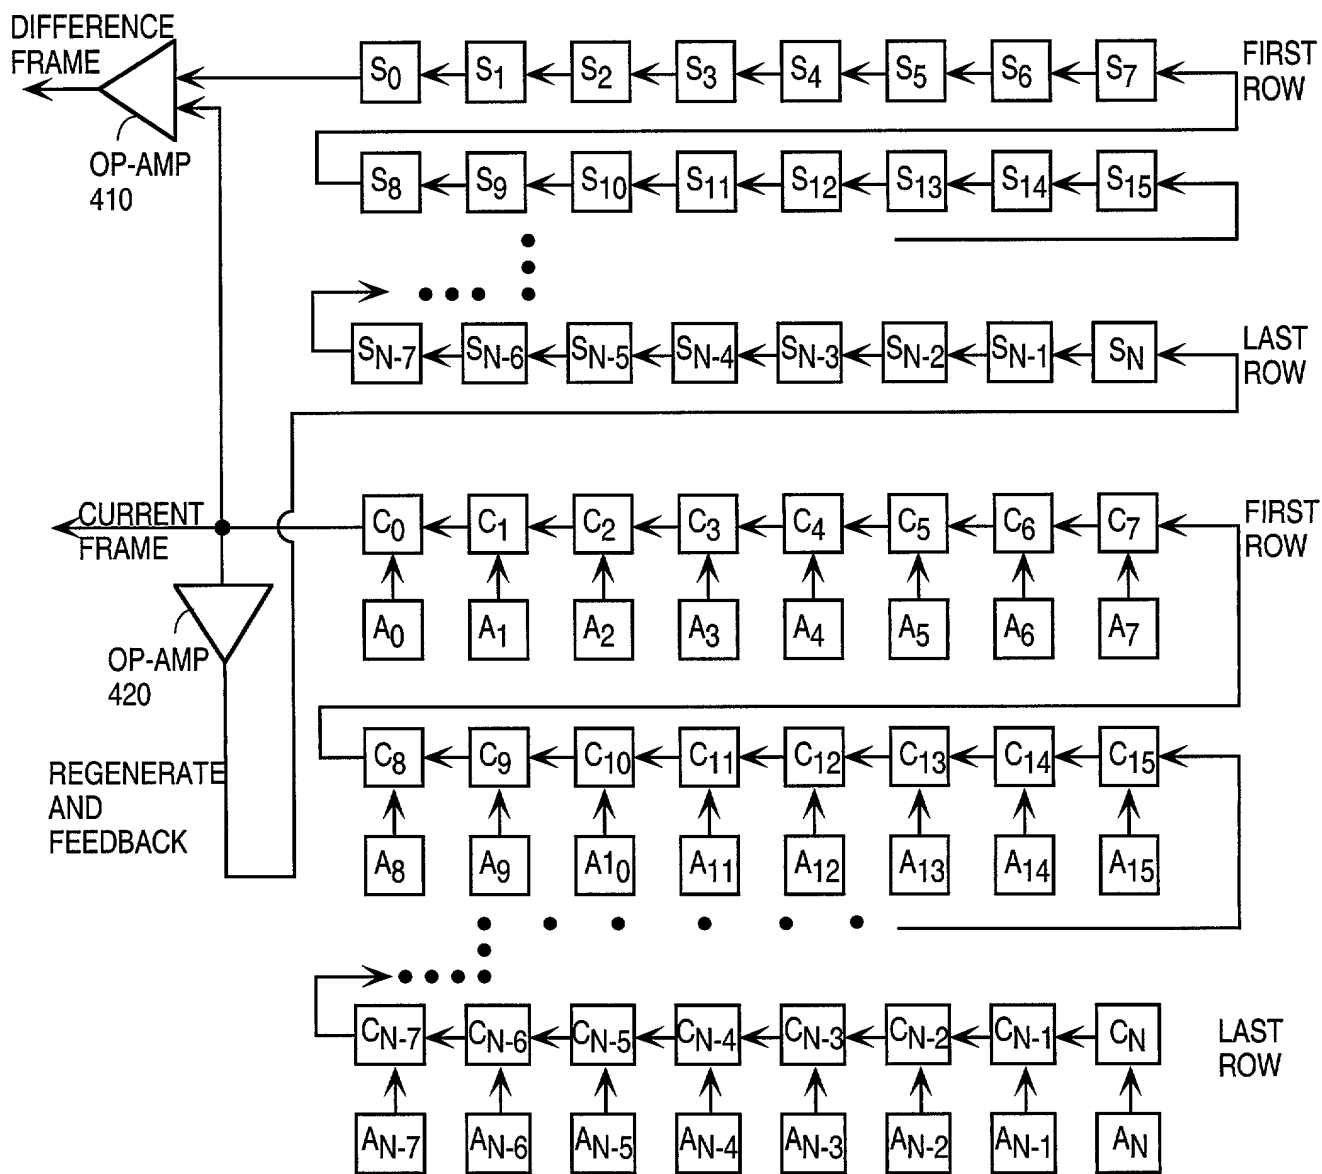 DIFFERENCE
FRAME
S0 S1 S2 S3 S4 S5 S6 S7
FIRST
ROW
OP-AMP
410
S8 S9 S10 S11 S12 S13 S14 S15
SN-7 SN-6 SN-5 SN-4 SN-3 SN-2 SN-1 SN
LAST
ROW
CURRENT
FRAME
C0 C1 C2 C3 C4 C5 C6 C7
FIRST
ROW
A0 A1 A2 A3 A4 A5 A6 A7
OP-AMP
420
REGENERATE
AND
FEEDBACK
C8 C9 C10 C11 C12 C13 C14 C15
A8 A9 A10 A11 A12 A13 A14 A15
CN-7 CN-6 CN-5 CN-4 CN-3 CN-2 CN-1 CN
LAST
ROW
AN-7 AN-6 AN-5 AN-4 AN-3 AN-2 AN-1 AN